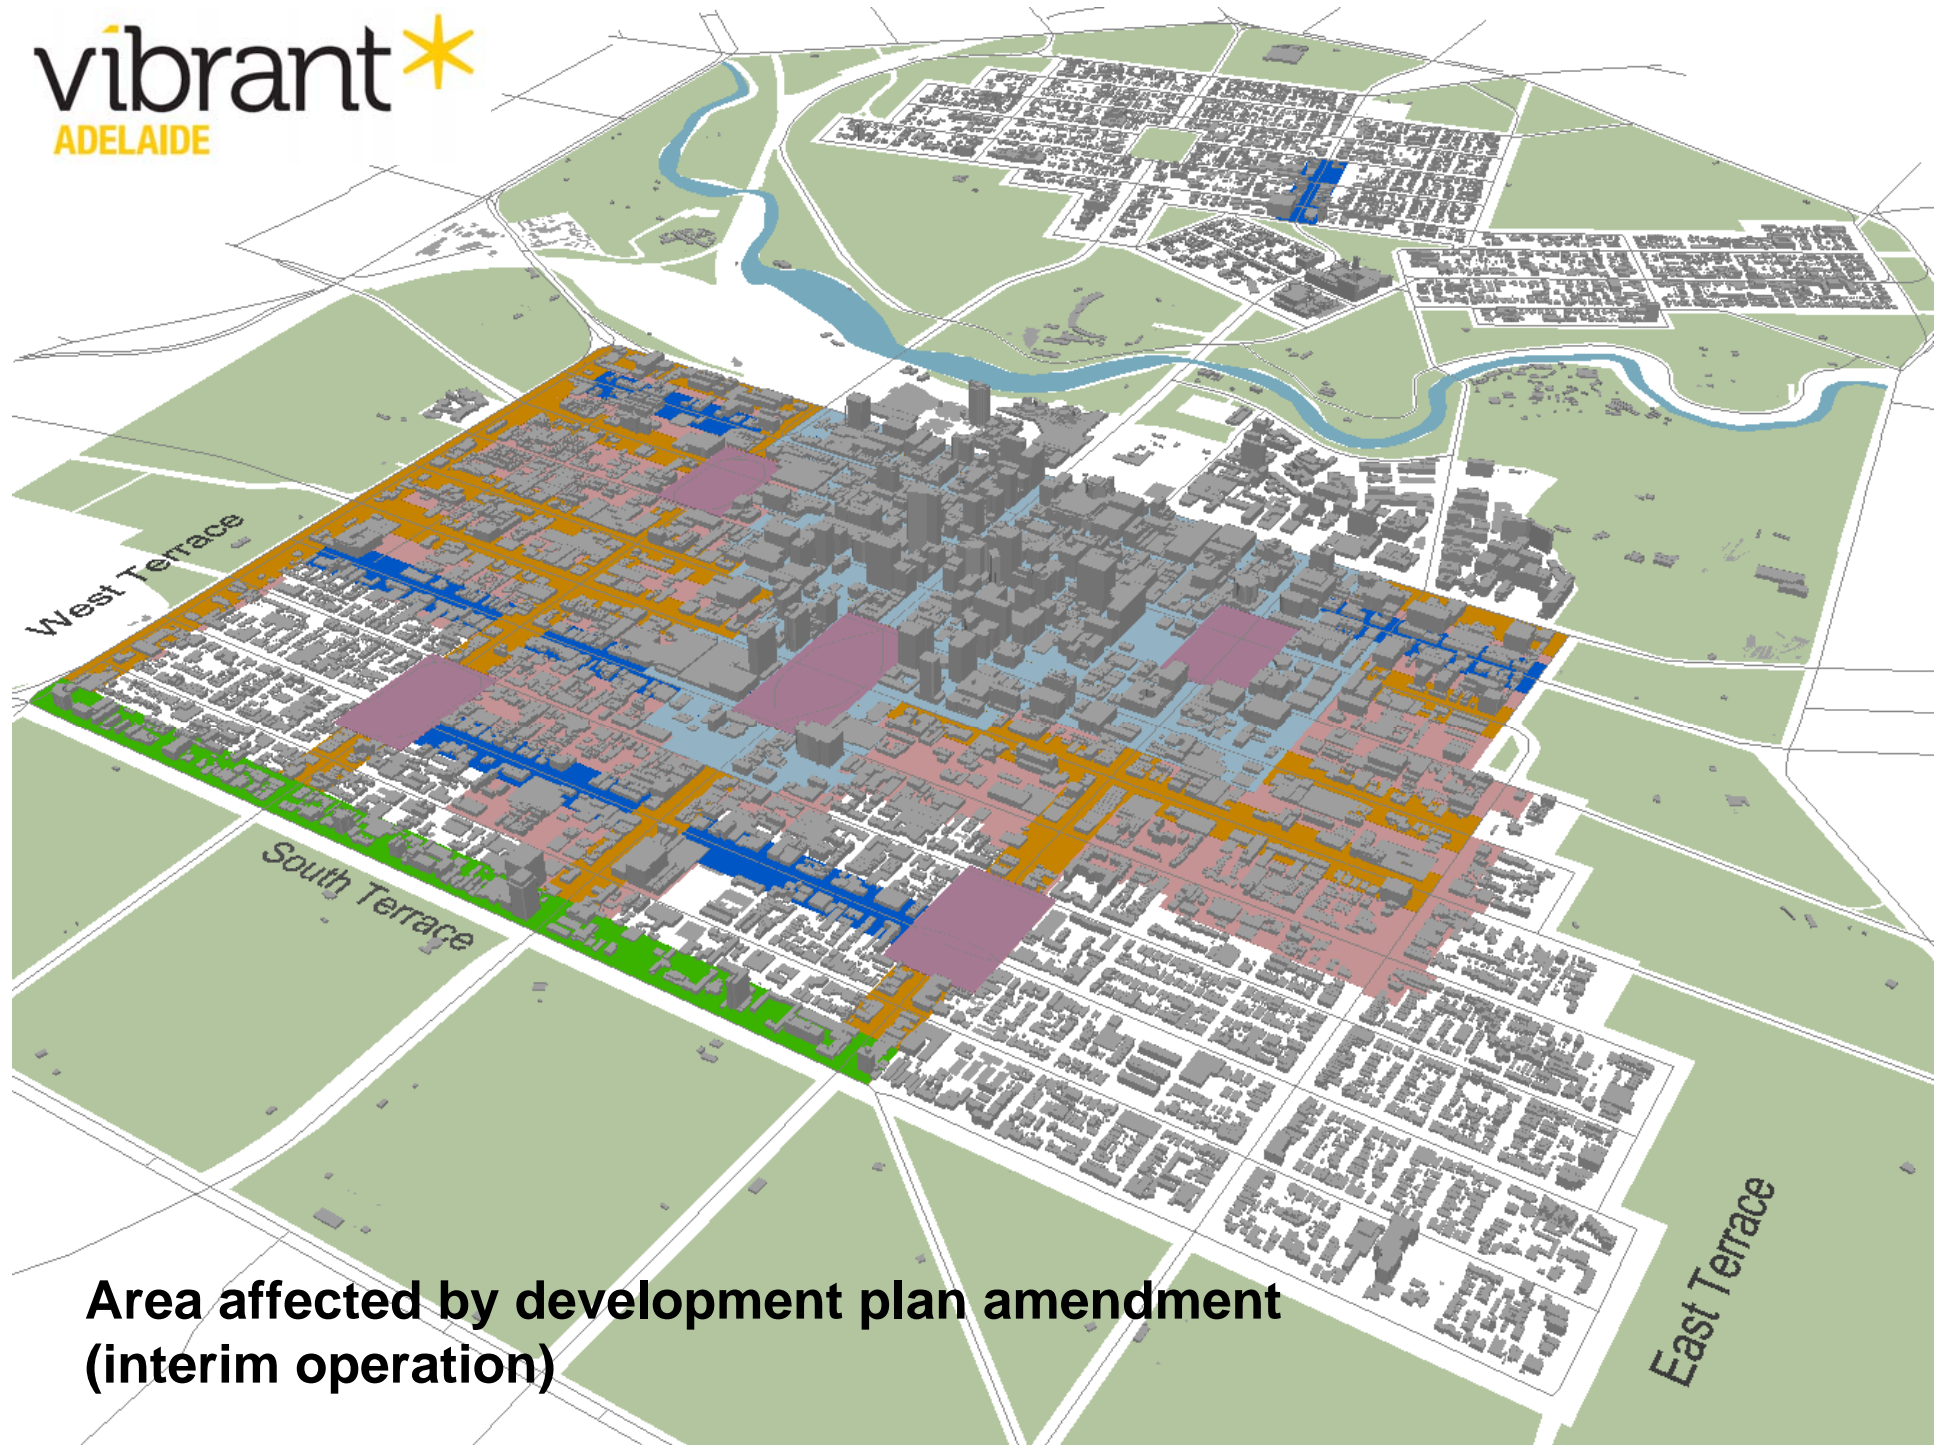 vibrant
ADELAIDE
West Terrace
South Terrace
East Terrace
Area affected by development plan amendment
(interim operation)